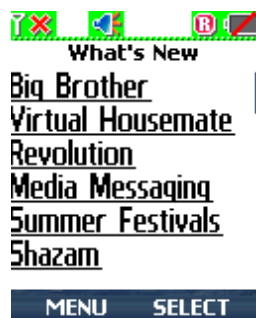 R
What's New
Big Brother
Virtual Housemate
Revolution
Media Messaging
Summer Festivals
Shazam
MENU SELECT